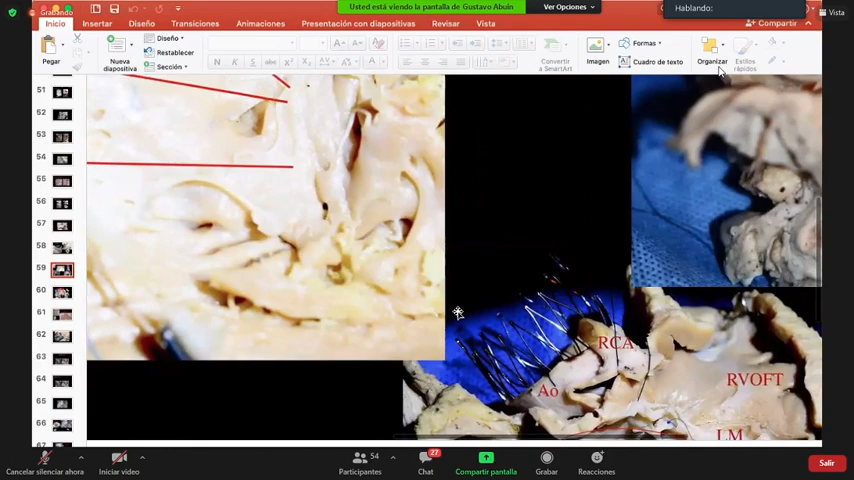 Grabando
Usted está viendo la pantalla de Gustavo Abuin
Ver Opciones
Hablando:
Vista
Inicio
Insertar
Diseño
Transiciones
Animaciones
Presentación con diapositivas
Revisar
Vista
Compartir
Pegar
Nueva
diapositiva
Diseño
Restablecer
Sección
N
K
S
Convertir
a SmartArt
Imagen
Formas
Cuadro de texto
Organizar
Estilos
rápidos
51
52
53
54
55
56
57
58
59
60
61
62
63
64
65
66
67
RCA
Ao
RVOFT
LM
Cancelar silenciar ahora
Iniciar video
54
Participantes
27
Chat
Compartir pantalla
Grabar
Reacciones
Salir